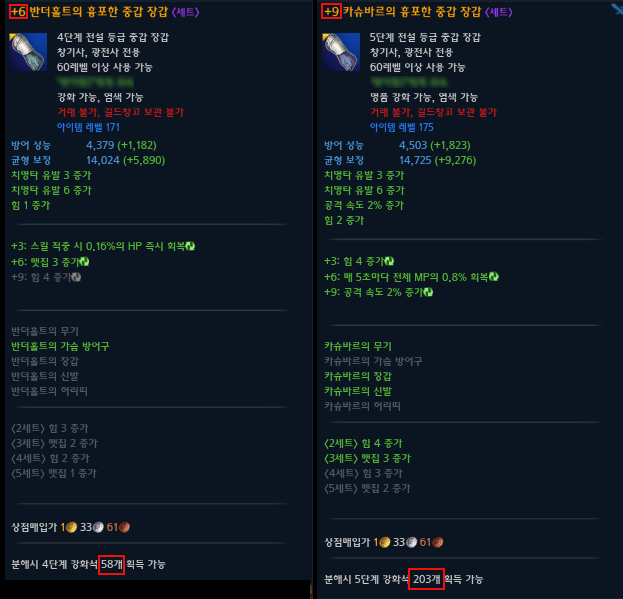 +6 반더홀트의 흉포한 중갑 장갑 <세트>
4단계 전설 등급 중갑 장갑
창기사, 광전사 전용
60레벨 이상 사용 가능
강화 가능, 염색 가능
거래 불가, 길드창고 보관 불가
아이템 레벨 171
방어 성능 4,379 (+1,182)
균형 보정 14,024 (+5,890)
치명타 유발 3 증가
치명타 유발 6 증가
힘 1 증가
+3: 스킬 적중 시 0.16%의 HP 즉시 회복
+6: 맷집 3 증가
+9: 힘 4 증가
반더홀트의 무기
반더홀트의 가슴 방어구
반더홀트의 장갑
반더홀트의 신발
반더홀트의 허리띠
<2세트> 힘 3 증가
<3세트> 맷집 2 증가
<4세트> 힘 2 증가
<5세트> 맷집 1 증가
상점매입가 1 33 61
분해시 4단계 강화석 58개 획득 가능
+9 카슈바르의 흉포한 중갑 장갑 <세트>
5단계 전설 등급 중갑 장갑
창기사, 광전사 전용
60레벨 이상 사용 가능
명품 강화 가능, 염색 가능
거래 불가, 길드창고 보관 불가
아이템 레벨 175
방어 성능 4,503 (+1,823)
균형 보정 14,725 (+9,276)
치명타 유발 3 증가
치명타 유발 6 증가
공격 속도 2% 증가
힘 2 증가
+3: 힘 4 증가
+6: 매 5초마다 전체 MP의 0.8% 회복
+9: 공격 속도 2% 증가
카슈바르의 무기
카슈바르의 가슴 방어구
카슈바르의 장갑
카슈바르의 신발
카슈바르의 허리띠
<2세트> 힘 4 증가
<3세트> 맷집 3 증가
<4세트> 힘 3 증가
<5세트> 맷집 2 증가
상점매입가 1 33 61
분해시 5단계 강화석 203개 획득 가능